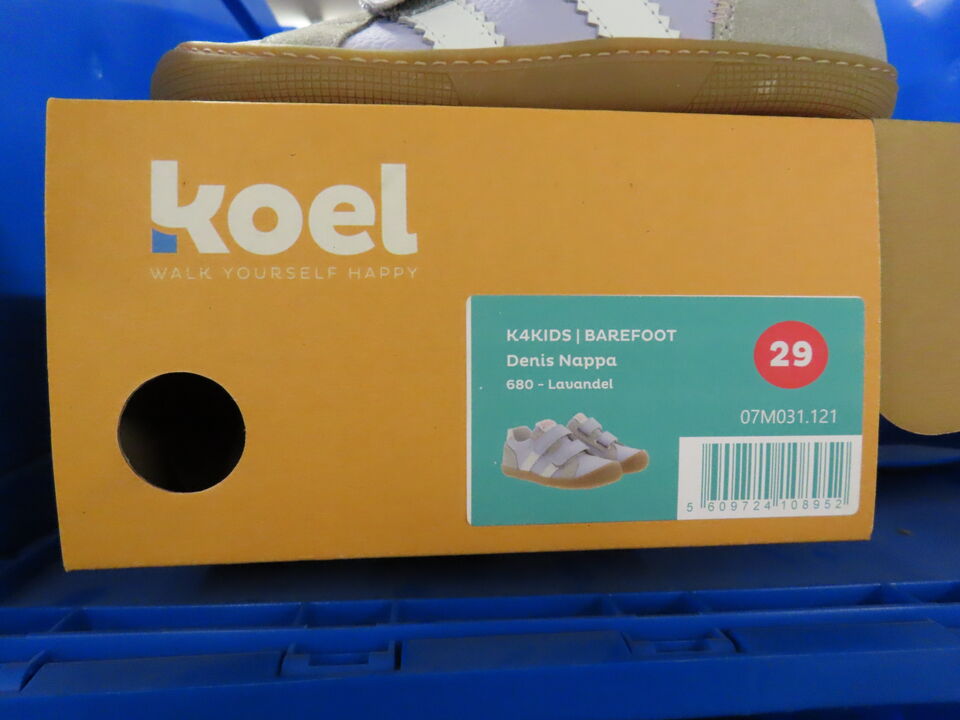 koel
WALK YOURSELF HAPPY
K4KIDS | BAREFOOT
Denis Nappa
680 - Lavandel
29
07M031.121
5 609724 108952